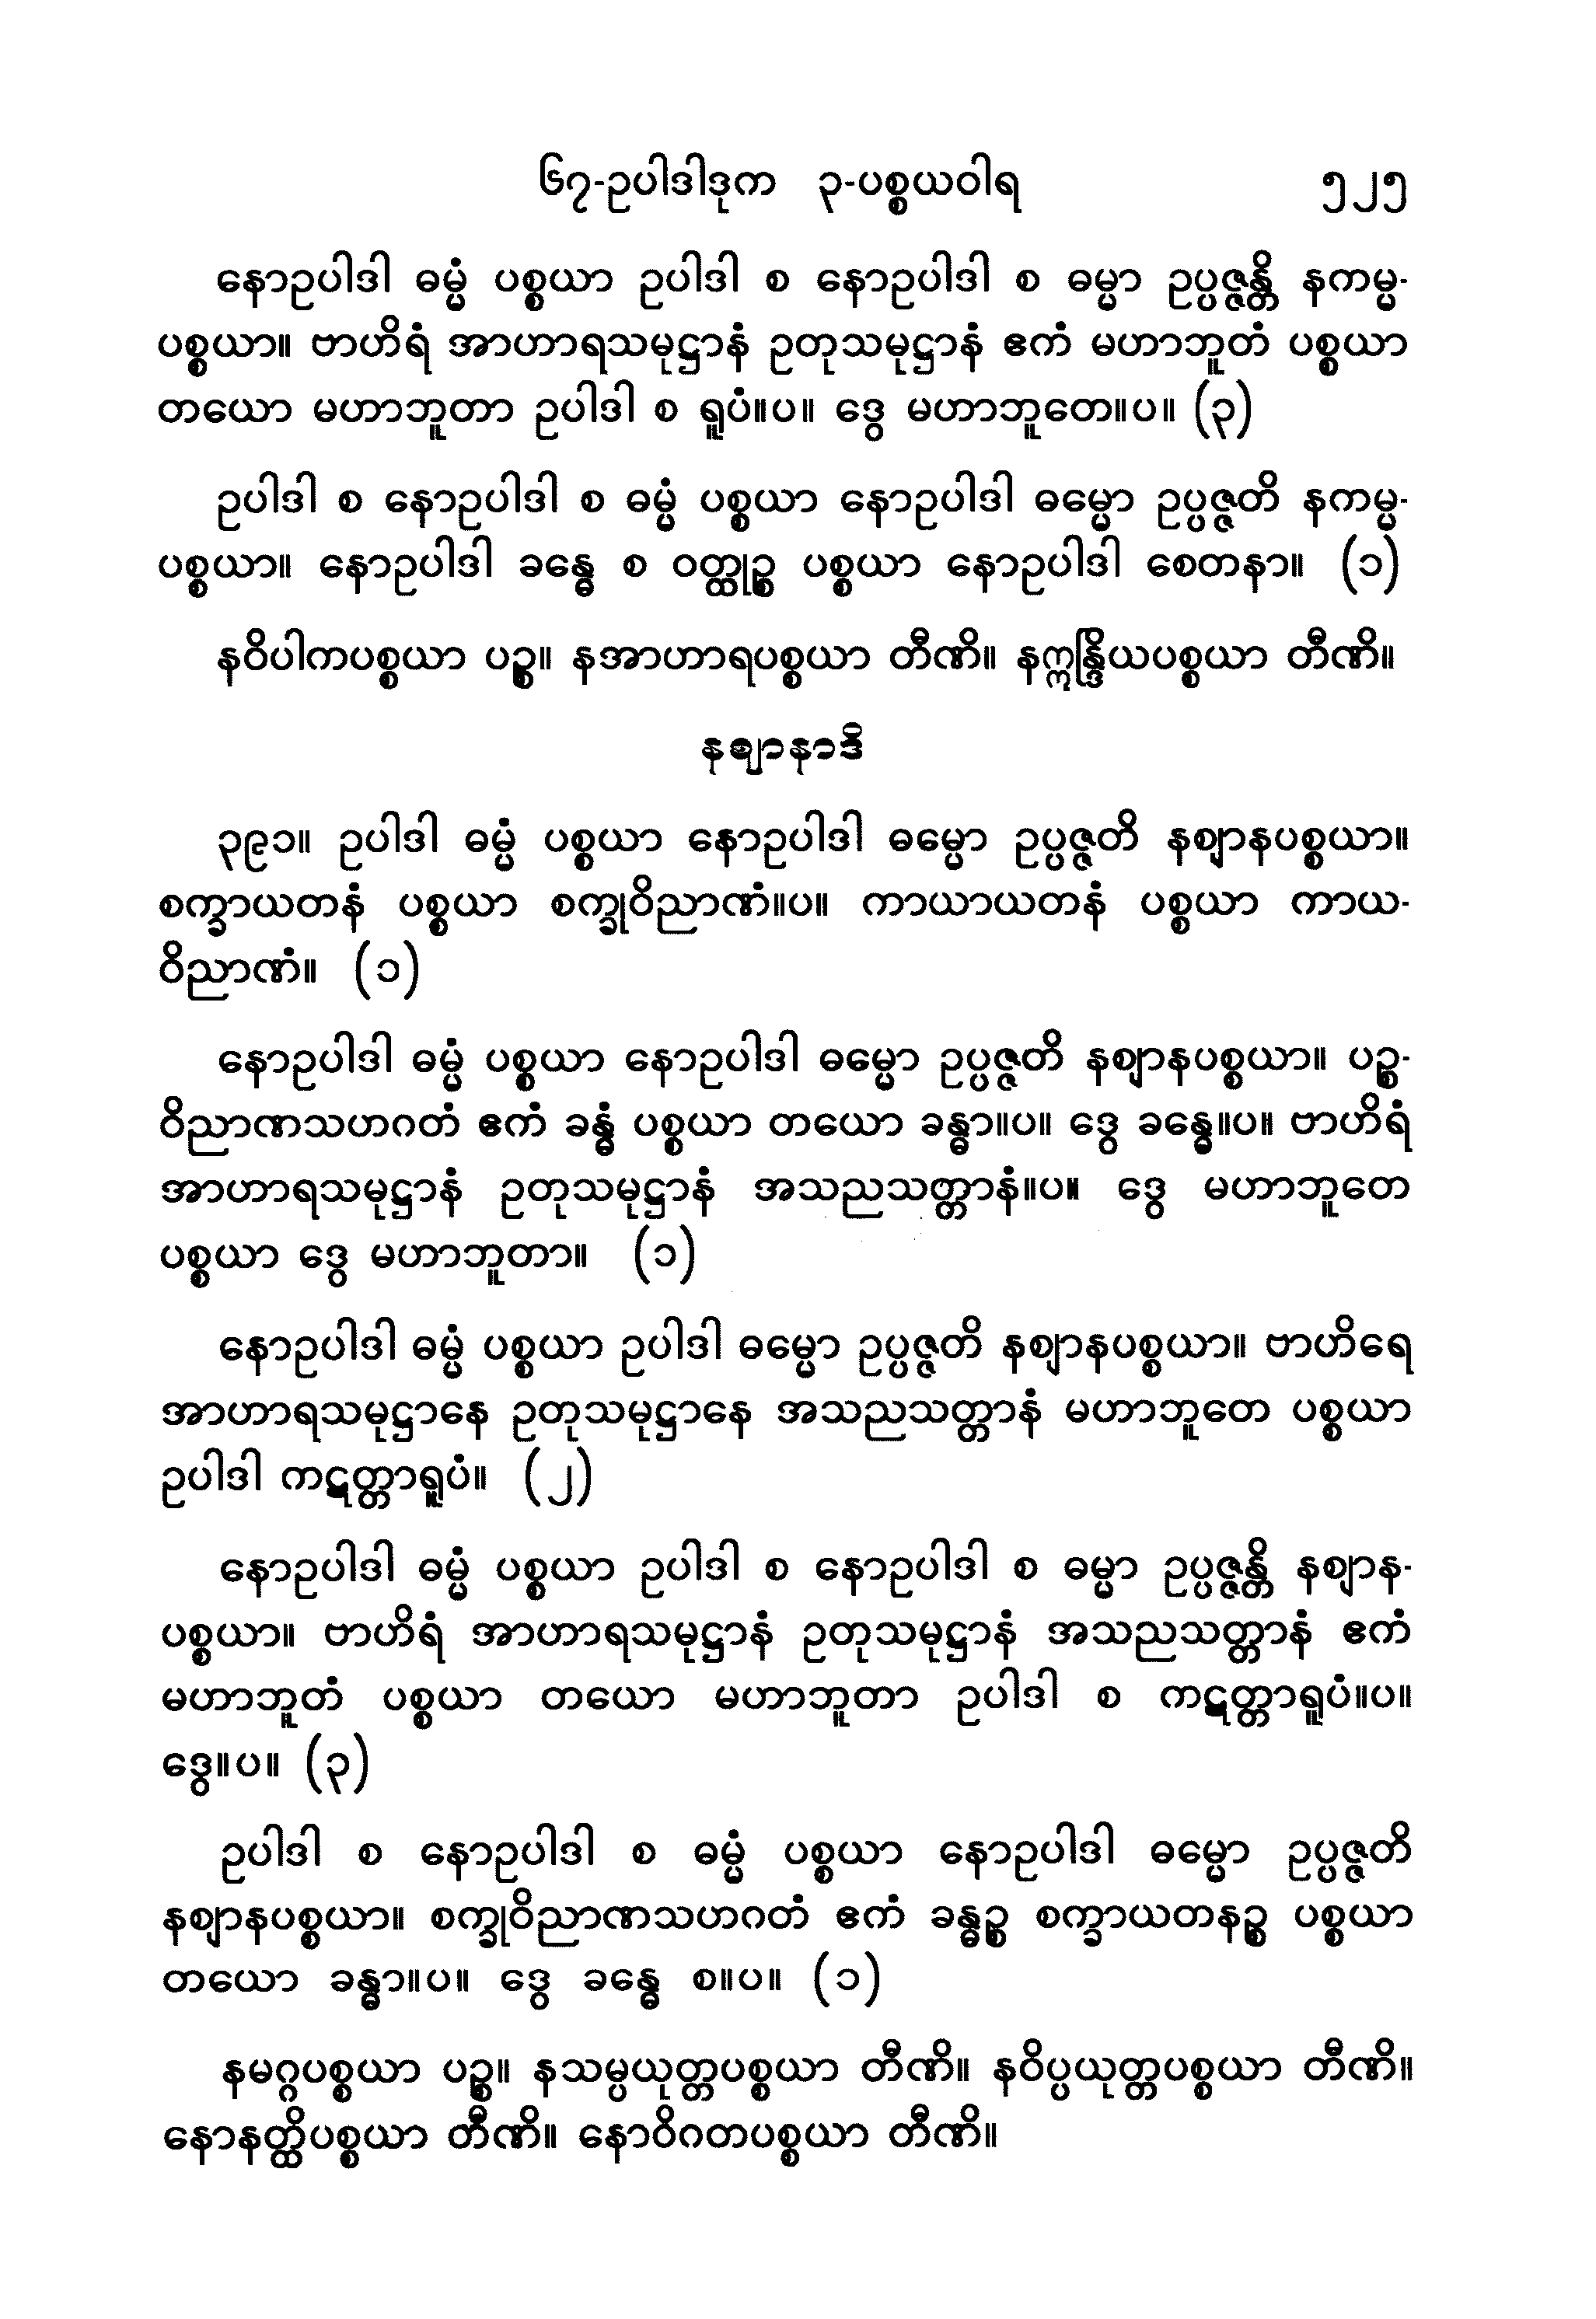 ၆၇-ဥပါဒါဒုက ၃-ပစ္စယဝါရ ၅၂၅
နောဥပါဒါ ဓမ္မံ ပစ္စယာ ဥပါဒါ စ နောဥပါဒါ စ ဓမ္မာ ဥပ္ပဇ္ဇန္တိ နကမ္မ-
ပစ္စယာ။ ဗာဟိရံ အာဟာရသမုဋ္ဌာနံ ဥတုသမုဋ္ဌာနံ ဧကံ မဟာဘူတံ ပစ္စယာ
တယော မဟာဘူတာ ဥပါဒါ စ ရူပံ။ပ။ ဒွေ မဟာဘူတေ။ပ။ (၃)
ဥပါဒါ စ နောဥပါဒါ စ ဓမ္မံ ပစ္စယာ နောဥပါဒါ ဓမ္မော ဥပ္ပဇ္ဇတိ နကမ္မ-
ပစ္စယာ။ နောဥပါဒါ ခန္ဓေ စ ဝတ္ထုဉ္စ ပစ္စယာ နောဥပါဒါ စေတနာ။ (၁)
နဝိပါကပစ္စယာ ပဉ္စ။ နအာဟာရပစ္စယာ တီဏိ။ နဣန္ဒြိယပစ္စယာ တီဏိ။
နဈာနာဒိ
၃၉၁။ ဥပါဒါ ဓမ္မံ ပစ္စယာ နောဥပါဒါ ဓမ္မော ဥပ္ပဇ္ဇတိ နဈာနပစ္စယာ။
စက္ခာယတနံ ပစ္စယာ စက္ခုဝိညာဏံ။ပ။ ကာယာယတနံ ပစ္စယာ ကာယ-
ဝိညာဏံ။ (၁)
နောဥပါဒါ ဓမ္မံ ပစ္စယာ နောဥပါဒါ ဓမ္မော ဥပ္ပဇ္ဇတိ နဈာနပစ္စယာ။ ပဉ္စ-
ဝိညာဏသဟဂတံ ဧကံ ခန္ဓံ ပစ္စယာ တယော ခန္ဓာ။ပ။ ဒွေ ခန္ဓေ။ပ။ ဗာဟိရံ
အာဟာရသမုဋ္ဌာနံ ဥတုသမုဋ္ဌာနံ အသညသတ္တာနံ။ပ။ ဒွေ မဟာဘူတေ
ပစ္စယာ ဒွေ မဟာဘူတာ။ (၁)
နောဥပါဒါ ဓမ္မံ ပစ္စယာ ဥပါဒါ ဓမ္မော ဥပ္ပဇ္ဇတိ နဈာနပစ္စယာ။ ဗာဟိရေ
အာဟာရသမုဋ္ဌာနေ ဥတုသမုဋ္ဌာနေ အသညသတ္တာနံ မဟာဘူတေ ပစ္စယာ
ဥပါဒါ ကဋတ္တာရူပံ။ (၂)
နောဥပါဒါ ဓမ္မံ ပစ္စယာ ဥပါဒါ စ နောဥပါဒါ စ ဓမ္မာ ဥပ္ပဇ္ဇန္တိ နဈာန-
ပစ္စယာ။ ဗာဟိရံ အာဟာရသမုဋ္ဌာနံ ဥတုသမုဋ္ဌာနံ အသညသတ္တာနံ ဧကံ
မဟာဘူတံ ပစ္စယာ တယော မဟာဘူတာ ဥပါဒါ စ ကဋတ္တာရူပံ။ပ။
ဒွေ။ပ။ (၃)
ဥပါဒါ စ နောဥပါဒါ စ ဓမ္မံ ပစ္စယာ နောဥပါဒါ ဓမ္မော ဥပ္ပဇ္ဇတိ
နဈာနပစ္စယာ။ စက္ခုဝိညာဏသဟဂတံ ဧကံ ခန္ဓဉ္စ စက္ခာယတနဉ္စ ပစ္စယာ
တယော ခန္ဓာ။ပ။ ဒွေ ခန္ဓေ စ။ပ။ (၁)
နမဂ္ဂပစ္စယာ ပဉ္စ။ နသမ္ပယုတ္တပစ္စယာ တီဏိ။ နဝိပ္ပယုတ္တပစ္စယာ တီဏိ။
နောနတ္ထိပစ္စယာ တီဏိ။ နောဝိဂတပစ္စယာ တီဏိ။